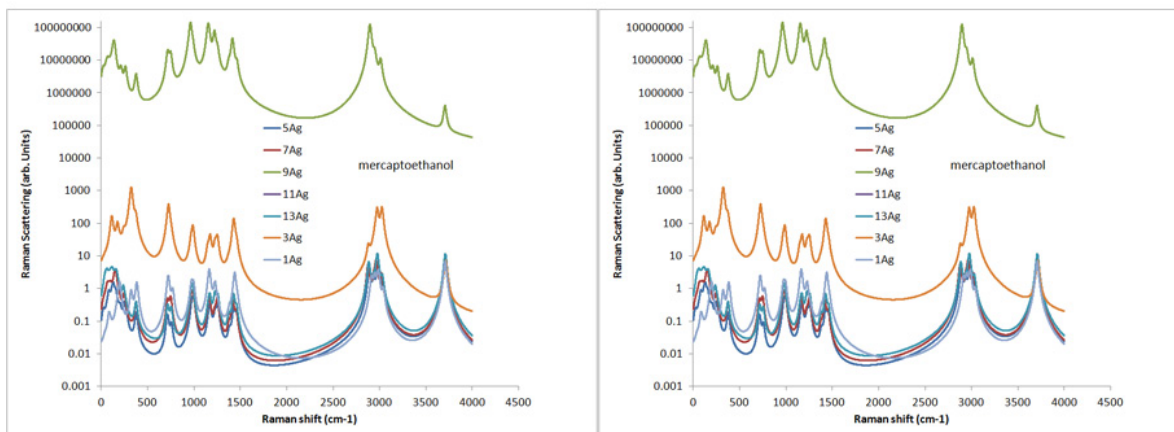 Raman Scattering (arb. Units)
100000000
10000000
1000000
100000
10000
1000
100
10
1
0.1
0.01
0.001
0
500
1000
1500
2000
2500
3000
3500
4000
4500
Raman shift (cm-1)
5Ag
7Ag
9Ag
11Ag
13Ag
3Ag
1Ag
mercaptoethanol
Raman Scattering (arb. Units)
100000000
10000000
1000000
100000
10000
1000
100
10
1
0.1
0.01
0.001
0
500
1000
1500
2000
2500
3000
3500
4000
4500
Raman shift (cm-1)
5Ag
7Ag
9Ag
11Ag
13Ag
3Ag
1Ag
mercaptoethanol